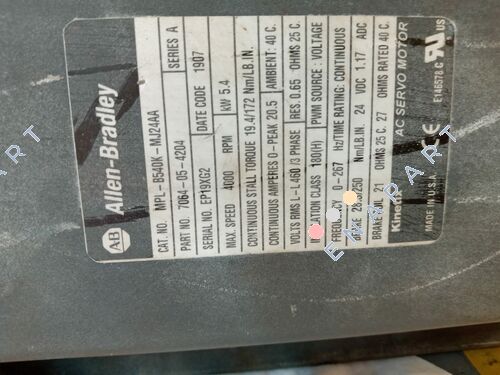 AB Allen-Bradley
CAT. NO. MPL-B540K-MJ24AA SERIES A
PART NO. 7064-05-4204
SERIAL NO. EP19XG2 DATE CODE 1907
MAX. SPEED 4000 RPM kW 5.4
CONTINUOUS STALL TORQUE 19.4/172 Nm/LB.IN.
CONTINUOUS AMPERES O-PEAK 20.5 AMBIENT: 40 C.
VOLTS RMS L-L 460 /3 PHASE RES. 0.65 OHMS 25 C.
CLASS 180(H) PWM SOURCE : VOLTAGE
0-267 Hz TIME RATING: CONTINUOUS
Nm/LB.IN. 24 VDC 1.17 ADC
BRAKE 21 OHMS 25 C. 27 OHMS RATED 40 C.
AC SERVO MOTOR
MADE IN U.S.A. CE E146578 C UL US
EAM PART